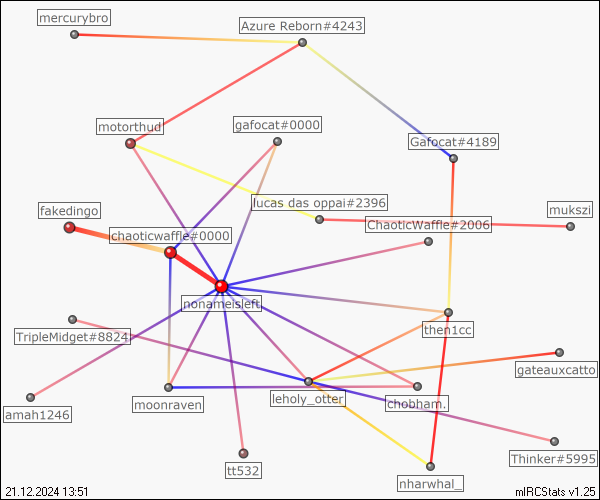 mercurybro
Azure Reborn#4243
motorthud
gafocat#0000
Gafocat#4189
lucas das oppai#2396
mukszi
fakedingo
chaoticwaffle#0000
ChaoticWaffle#2006
nonameisleft
TripleMidget#8824
then1cc
gateauxcatto
amah1246
moonraven
leholy_otter
chobham.
tt532
nharwhal_
Thinker#5995
21.12.2024 13:51
mIRCStats v1.25